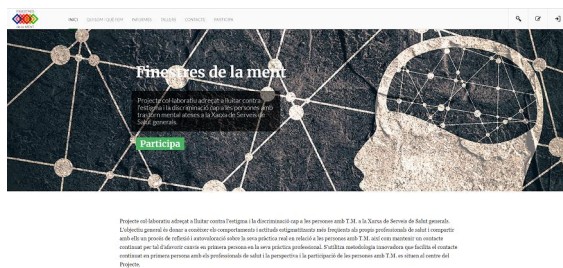 FINESTRES
de la MENT
INICI QUI SOM I QUÈ FEM INFORMES TALLERS CONTACTES PARTICIPA
Finestres de la ment
Projecte col·laboratiu adreçat a lluitar contra
l'estigma i la discriminació cap a les persones amb
trastorn mental ateses a la Xarxa de Serveis de
Salut generals.
Participa
Projecte col·laboratiu adreçat a lluitar contra l'estigma i la discriminació cap a les persones amb T.M. a la Xarxa de Serveis de Salut generals.
L'objectiu general és donar a conèixer els comportaments i actituds estigmatitzants més freqüents als propis professionals de salut i compartir
amb ells un procés de reflexió i autovaloració sobre la seva pràctica real en relació a les persones amb T.M. així com mantenir un contacte
continuat per tal d'afavorir canvis en primera persona en la seva pràctica professional. S'utilitza metodologia innovadora que facilita el contacte
continuat en primera persona amb els professionals de salut i la perspectiva i la participació de les persones amb T.M. es situen al centre del
Projecte.